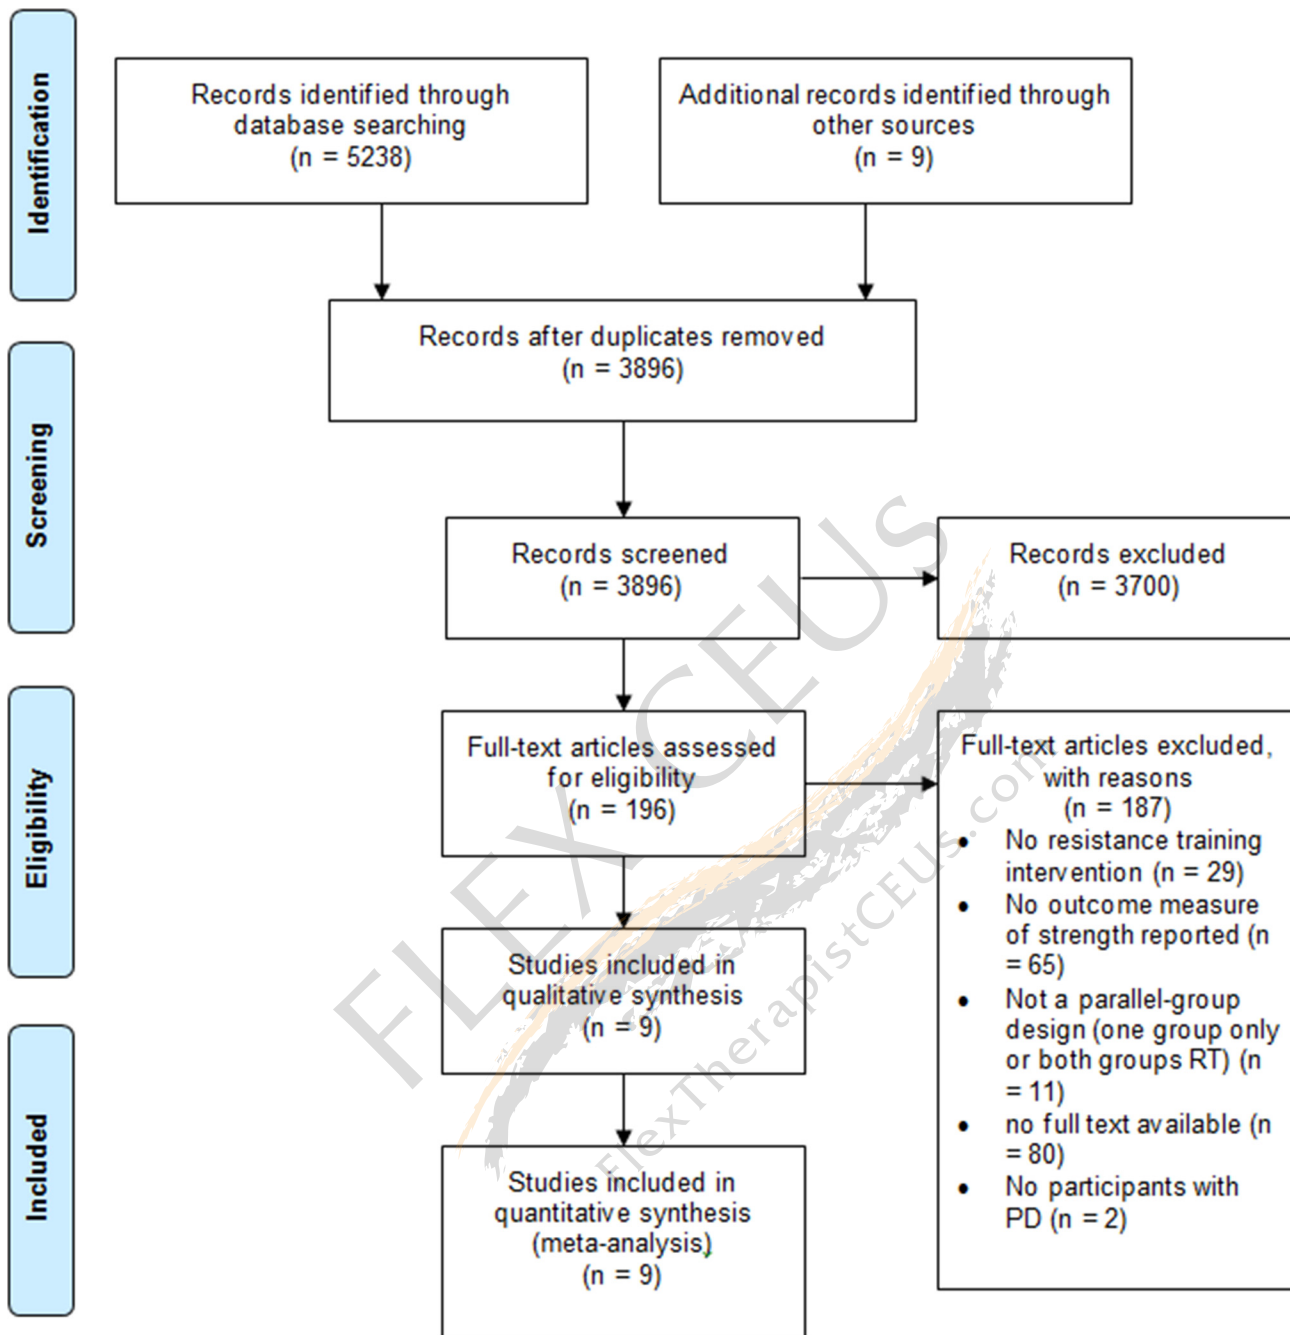 Identification
Records identified through
database searching
(n = 5238)
Additional records identified through
other sources
(n = 9)
Records after duplicates removed
(n = 3896)
Screening
Records screened
(n = 3896)
Records excluded
(n = 3700)
Eligibility
Full-text articles assessed
for eligibility
(n = 196)
Full-text articles excluded,
with reasons
(n = 187)
• No resistance training
intervention (n = 29)
• No outcome measure
of strength reported (n
= 65)
• Not a parallel-group
design (one group only
or both groups RT) (n
= 11)
• no full text available (n
= 80)
• No participants with
PD (n = 2)
Studies included in
qualitative synthesis
(n = 9)
Included
Studies included in
quantitative synthesis
(meta-analysis)
(n = 9)
FLEX CEUs
FlexTherapistCEUs.com